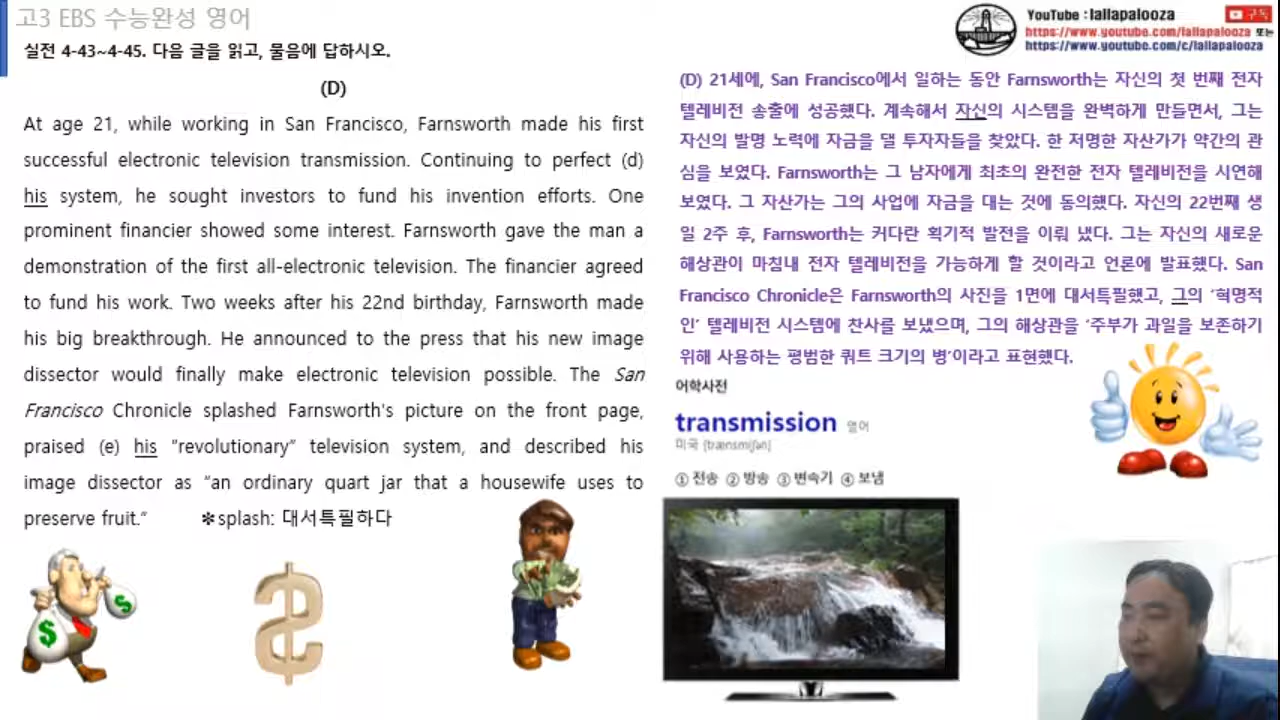 고3 EBS 수능완성 영어
실전 4-43~4-45. 다음 글을 읽고, 물음에 답하시오.
(D)
At age 21, while working in San Francisco, Farnsworth made his first
successful electronic television transmission. Continuing to perfect (d)
his system, he sought investors to fund his invention efforts. One
prominent financier showed some interest. Farnsworth gave the man a
demonstration of the first all-electronic television. The financier agreed
to fund his work. Two weeks after his 22nd birthday, Farnsworth made
his big breakthrough. He announced to the press that his new image
dissector would finally make electronic television possible. The San
Francisco Chronicle splashed Farnsworth's picture on the front page,
praised (e) his “revolutionary” television system, and described his
image dissector as “an ordinary quart jar that a housewife uses to
preserve fruit.” ✻splash: 대서특필하다
YouTube : lallapalooza
구독
https://www.youtube.com/lallapalooza 또는
https://www.youtube.com/c/lallapalooza
(D) 21세에, San Francisco에서 일하는 동안 Farnsworth는 자신의 첫 번째 전자
텔레비전 송출에 성공했다. 계속해서 자신의 시스템을 완벽하게 만들면서, 그는
자신의 발명 노력에 자금을 댈 투자자들을 찾았다. 한 저명한 자산가가 약간의 관
심을 보였다. Farnsworth는 그 남자에게 최초의 완전한 전자 텔레비전을 시연해
보였다. 그 자산가는 그의 사업에 자금을 대는 것에 동의했다. 자신의 22번째 생
일 2주 후, Farnsworth는 커다란 획기적 발전을 이뤄 냈다. 그는 자신의 새로운
해상관이 마침내 전자 텔레비전을 가능하게 할 것이라고 언론에 발표했다. San
Francisco Chronicle은 Farnsworth의 사진을 1면에 대서특필했고, 그의 ‘혁명적
인’ 텔레비전 시스템에 찬사를 보냈으며, 그의 해상관을 ‘주부가 과일을 보존하기
위해 사용하는 평범한 쿼트 크기의 병’이라고 표현했다.
어학사전
transmission 영어
미국 [trænsmíʃən]
① 전송 ② 방송 ③ 변속기 ④ 보냄